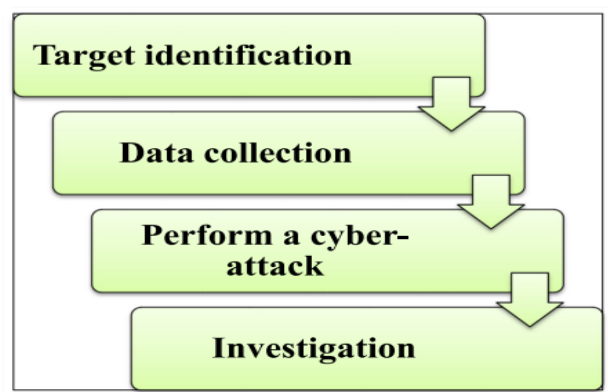 Target identification
Data collection
Perform a cyber-
attack
Investigation